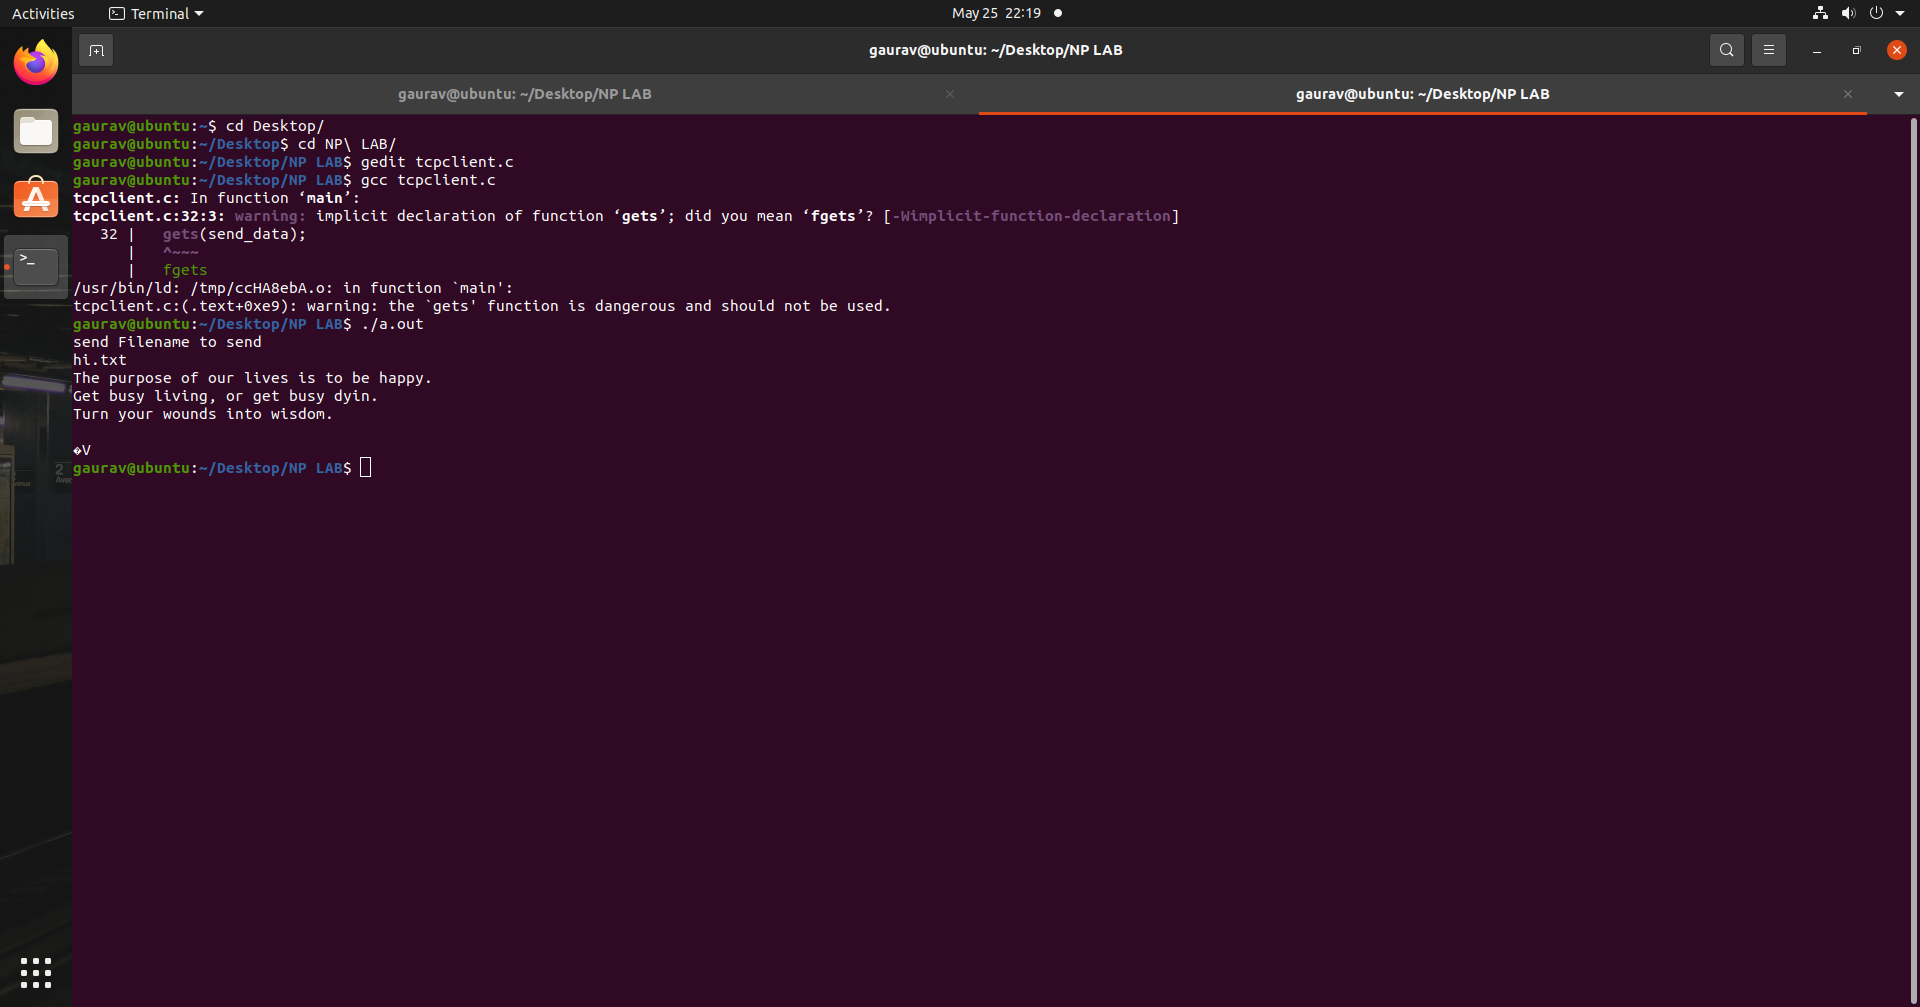 Activities
Terminal
May 25 22:19
gaurav@ubuntu: ~/Desktop/NP LAB
gaurav@ubuntu: ~/Desktop/NP LAB
gaurav@ubuntu: ~/Desktop/NP LAB
gaurav@ubuntu:~$ cd Desktop/
gaurav@ubuntu:~/Desktop$ cd NP\ LAB/
gaurav@ubuntu:~/Desktop/NP LAB$ gedit tcpclient.c
gaurav@ubuntu:~/Desktop/NP LAB$ gcc tcpclient.c
tcpclient.c: In function ‘main’:
tcpclient.c:32:3: warning: implicit declaration of function ‘gets’; did you mean ‘fgets’? [-Wimplicit-function-declaration]
   32 |   gets(send_data);
      |   ^~~~
      |   fgets
/usr/bin/ld: /tmp/ccHA8ebA.o: in function `main':
tcpclient.c:(.text+0xe9): warning: the `gets' function is dangerous and should not be used.
gaurav@ubuntu:~/Desktop/NP LAB$ ./a.out
send Filename to send
hi.txt
The purpose of our lives is to be happy.
Get busy living, or get busy dyin.
Turn your wounds into wisdom.
�V
gaurav@ubuntu:~/Desktop/NP LAB$